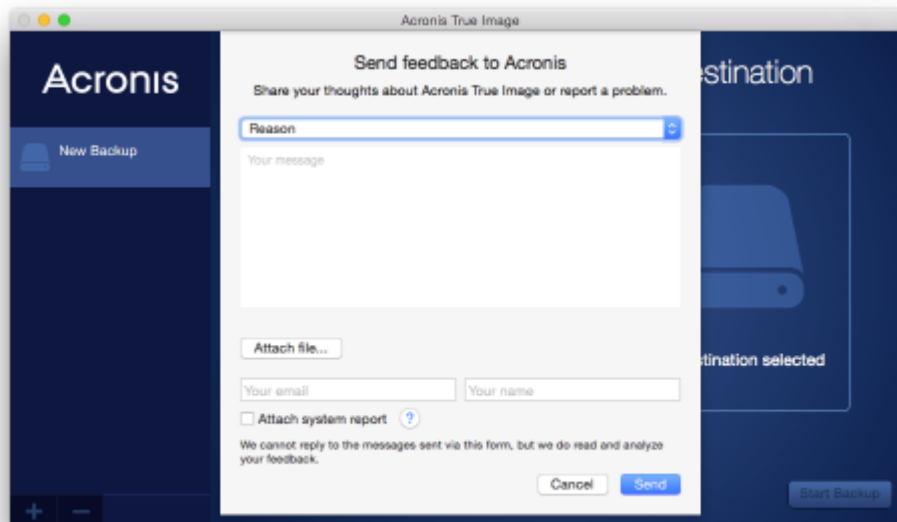 Acronis True Image
Acronis
New Backup
Send feedback to Acronis
Share your thoughts about Acronis True Image or report a problem.
Reason
Your message
Attach file...
Your email
Your name
Attach system report ?
We cannot reply to the messages sent via this form, but we do read and analyze
your feedback.
Cancel
Send
estination
stination selected
Start Backup